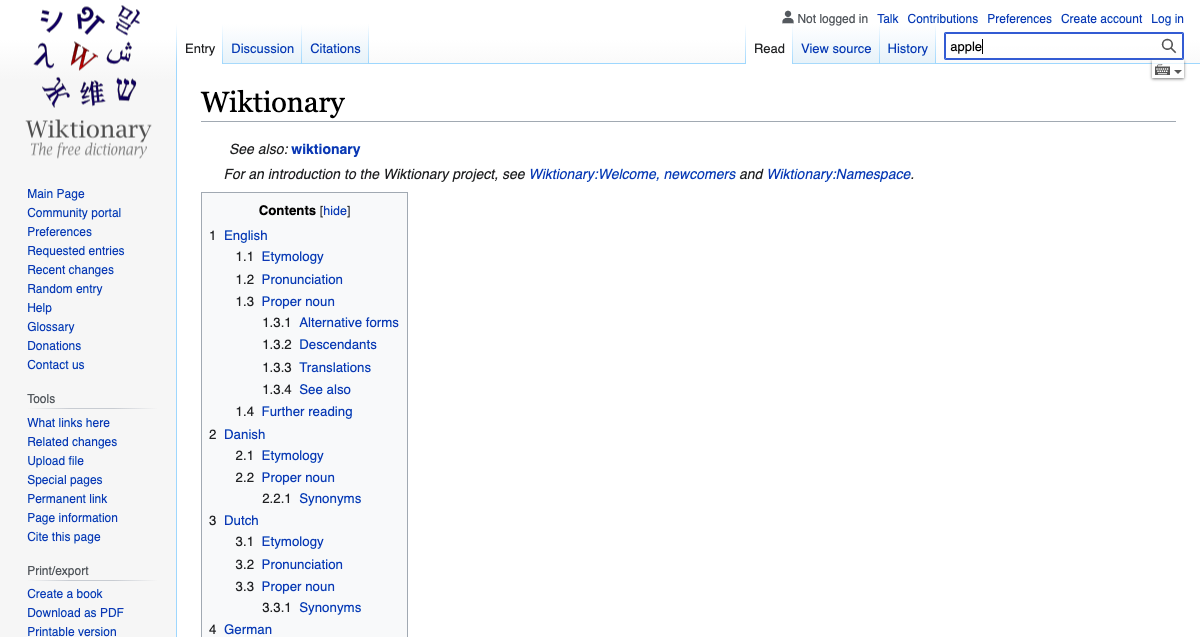 Not logged in Talk Contributions Preferences Create account Log in
Entry Discussion Citations Read View source History apple
シ 말
W
维 
Wiktionary
The free dictionary
Main Page
Community portal
Preferences
Requested entries
Recent changes
Random entry
Help
Glossary
Donations
Contact us
Tools
What links here
Related changes
Upload file
Special pages
Permanent link
Page information
Cite this page
Print/export
Create a book
Download as PDF
Printable version
Wiktionary
See also: wiktionary
For an introduction to the Wiktionary project, see Wiktionary:Welcome, newcomers and Wiktionary:Namespace.
Contents [hide]
1 English
1.1 Etymology
1.2 Pronunciation
1.3 Proper noun
1.3.1 Alternative forms
1.3.2 Descendants
1.3.3 Translations
1.3.4 See also
1.4 Further reading
2 Danish
2.1 Etymology
2.2 Proper noun
2.2.1 Synonyms
3 Dutch
3.1 Etymology
3.2 Pronunciation
3.3 Proper noun
3.3.1 Synonyms
4 German